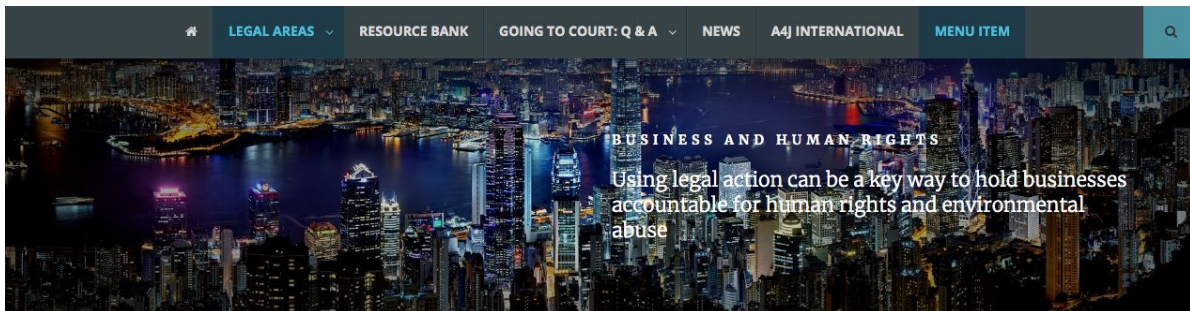 LEGAL AREAS RESOURCE BANK GOING TO COURT: Q & A NEWS A4J INTERNATIONAL MENU ITEM
BUSINESS AND HUMAN RIGHTS
Using legal action can be a key way to hold businesses
accountable for human rights and environmental
abuse